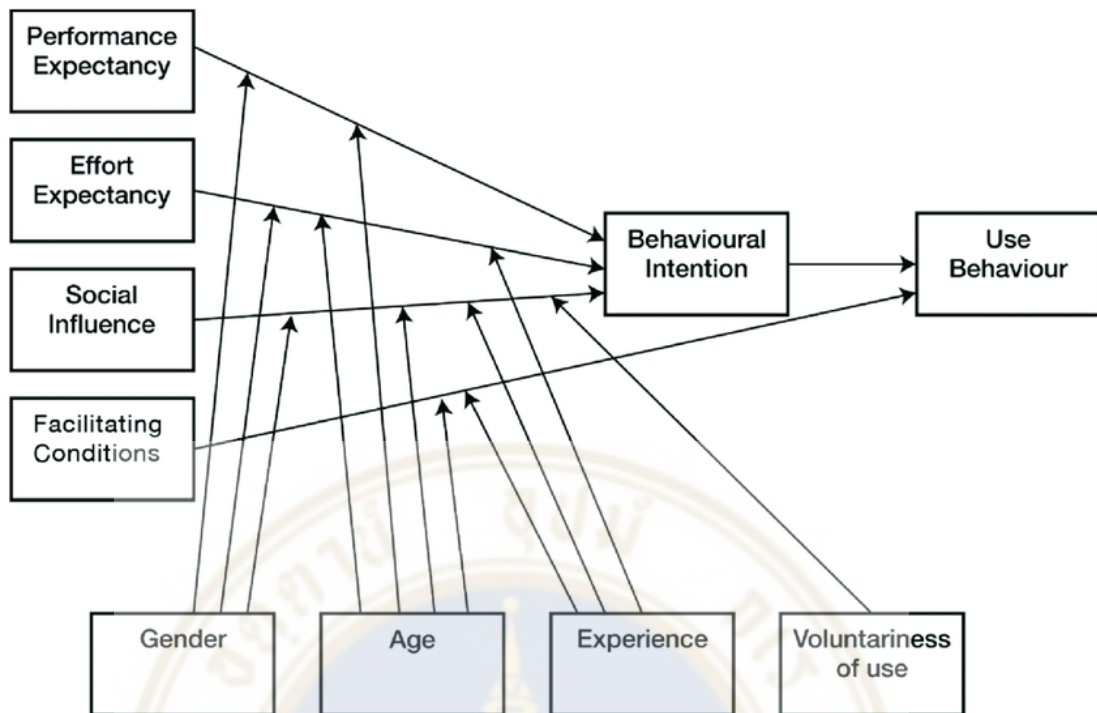 Performance
Expectancy
Effort
Expectancy
Social
Influence
Facilitating
Conditions
Behavioural
Intention
Use
Behaviour
Gender
Age
Experience
Voluntariness
of use